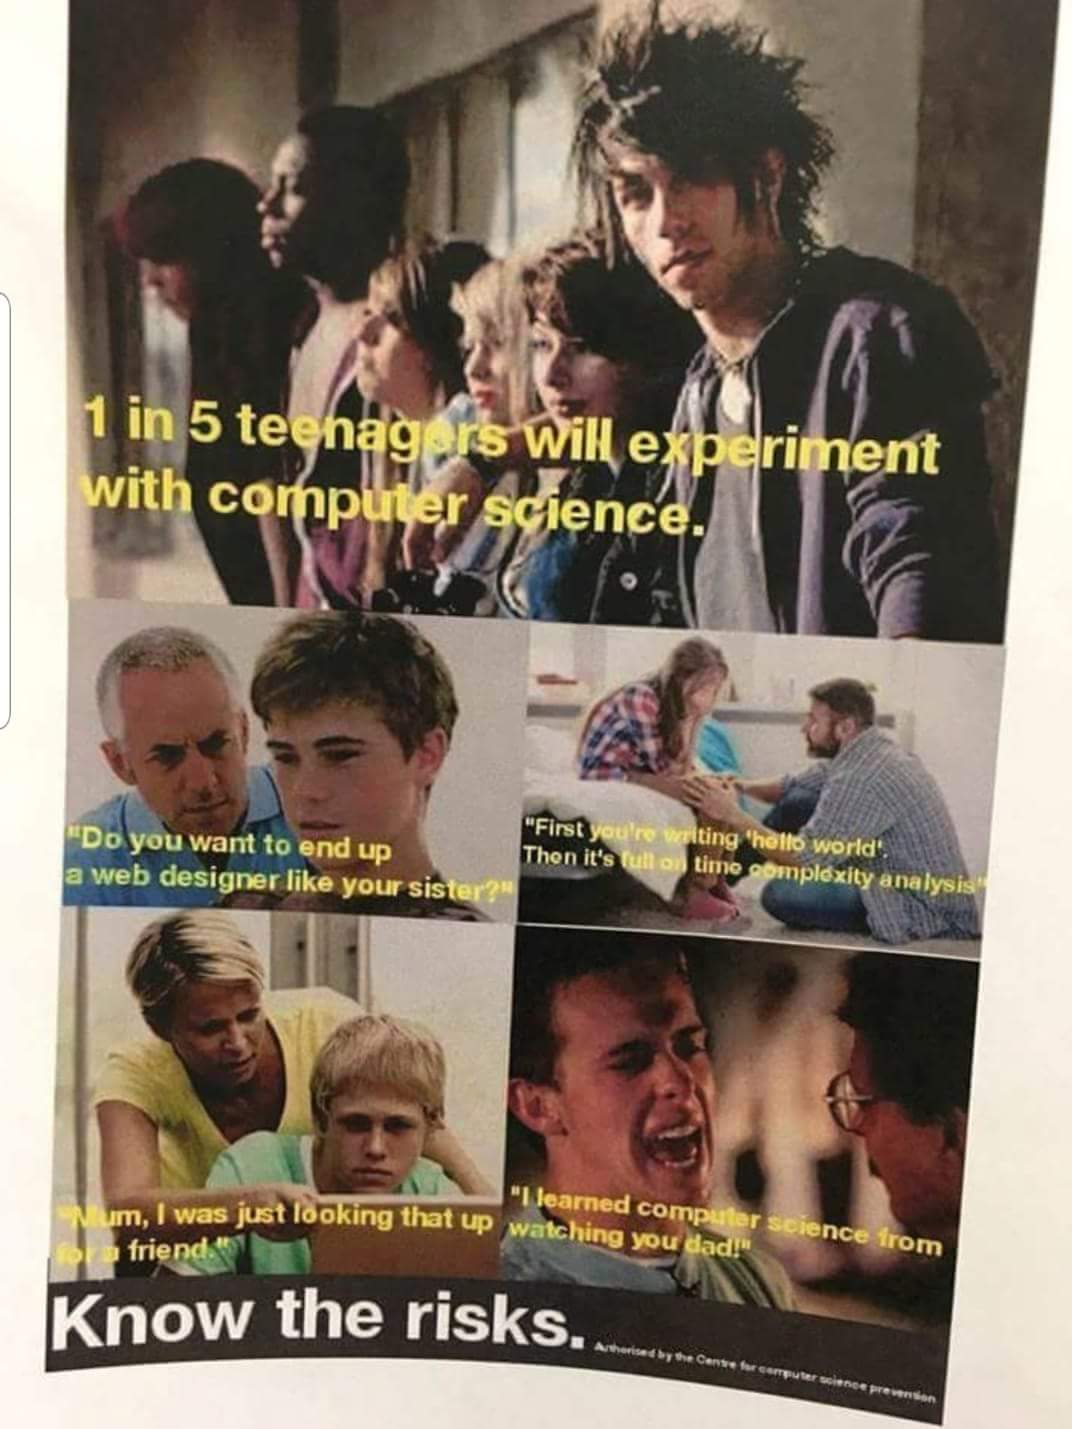 1 in 5 teenagers will experiment
with computer science.
"Do you want to end up
a web designer like your sister?"
"First you're writing 'hello world'.
Then it's full on time complexity analysis"
"Mum, I was just looking that up
for a friend."
"I learned computer science from
watching you dad!"
Know the risks.
Authorised by the Centre for computer science prevention